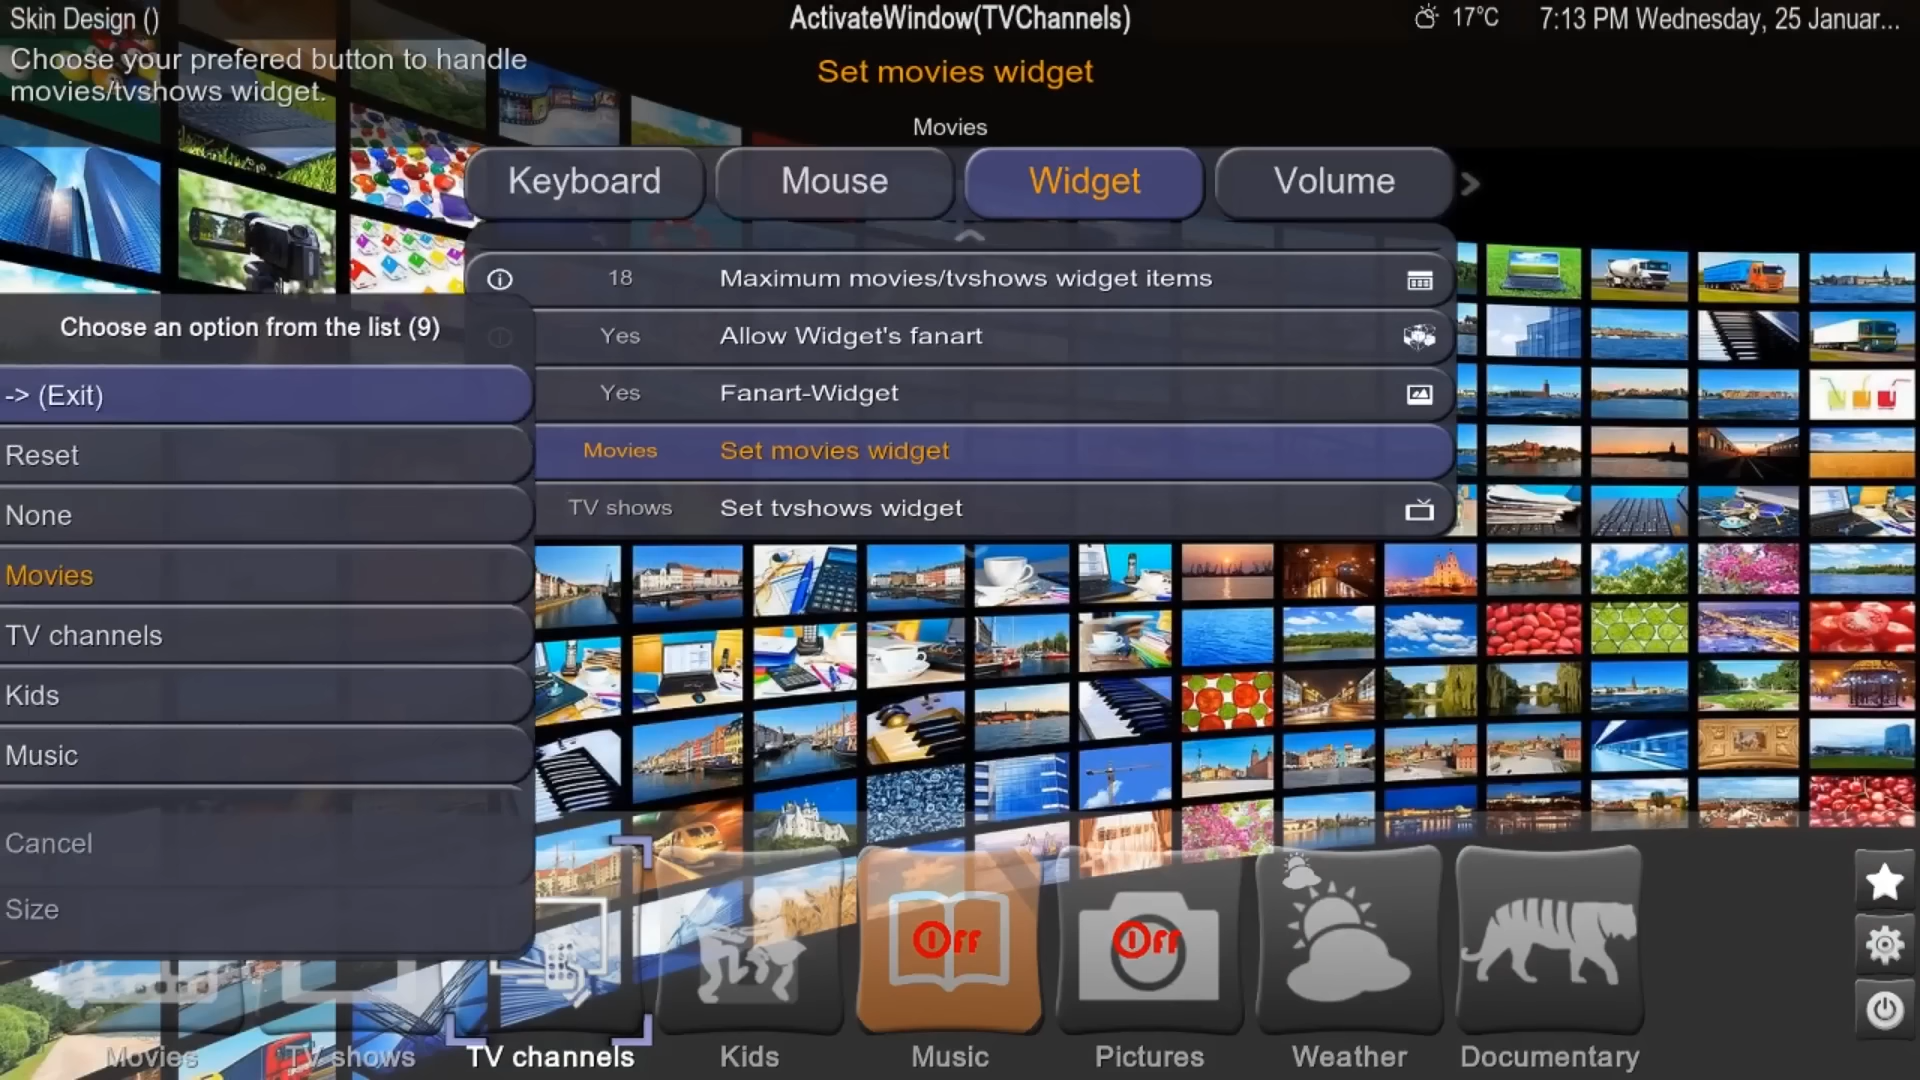 Skin Design ()
ActivateWindow(TVChannels)
17°C
7:13 PM Wednesday, 25 Januar...
Choose your prefered button to handle
movies/tvshows widget.
Set movies widget
Movies
Keyboard
Mouse
Widget
Volume
18
Maximum movies/tvshows widget items
Yes
Allow Widget's fanart
Yes
Fanart-Widget
Movies
Set movies widget
TV shows
Set tvshows widget
Choose an option from the list (9)
-> (Exit)
Reset
None
Movies
TV channels
Kids
Music
Cancel
Size
OFF
OFF
Movies
TV shows
TV channels
Kids
Music
Pictures
Weather
Documentary